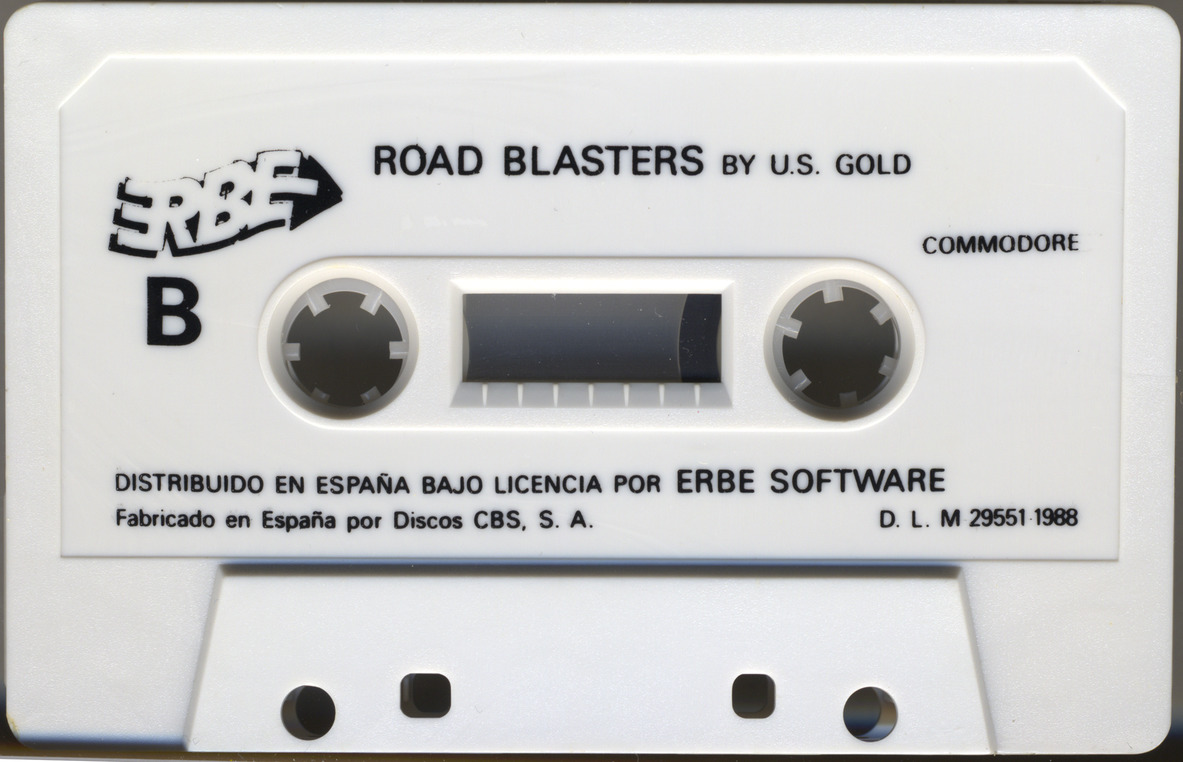 ERBE
ROAD BLASTERS BY U.S. GOLD
COMMODORE
B
DISTRIBUIDO EN ESPAÑA BAJO LICENCIA POR ERBE SOFTWARE
Fabricado en España por Discos CBS, S. A.
D. L. M 29551-1988